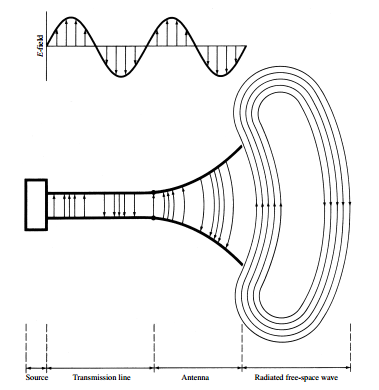 E-field
Source
Transmission line
Antenna
Radiated free-space wave